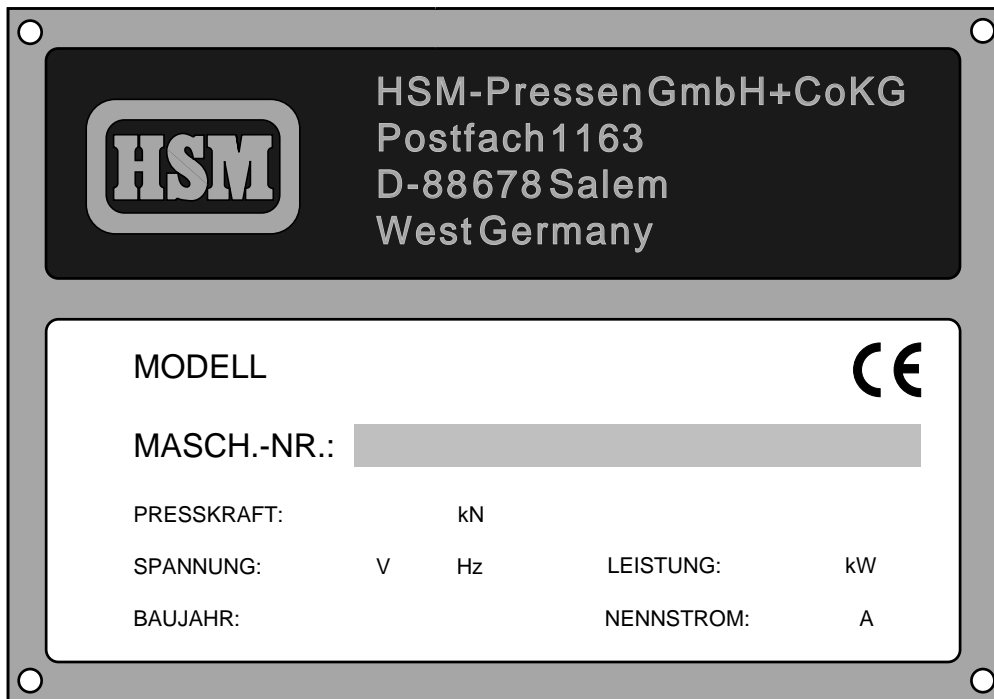 HSM
HSM-Pressen GmbH+CoKG
Postfach 1163
D-88678 Salem
West Germany
MODELL CE
MASCH.-NR.:
PRESSKRAFT: kN
SPANNUNG: V Hz LEISTUNG: kW
BAUJAHR: NENNSTROM: A